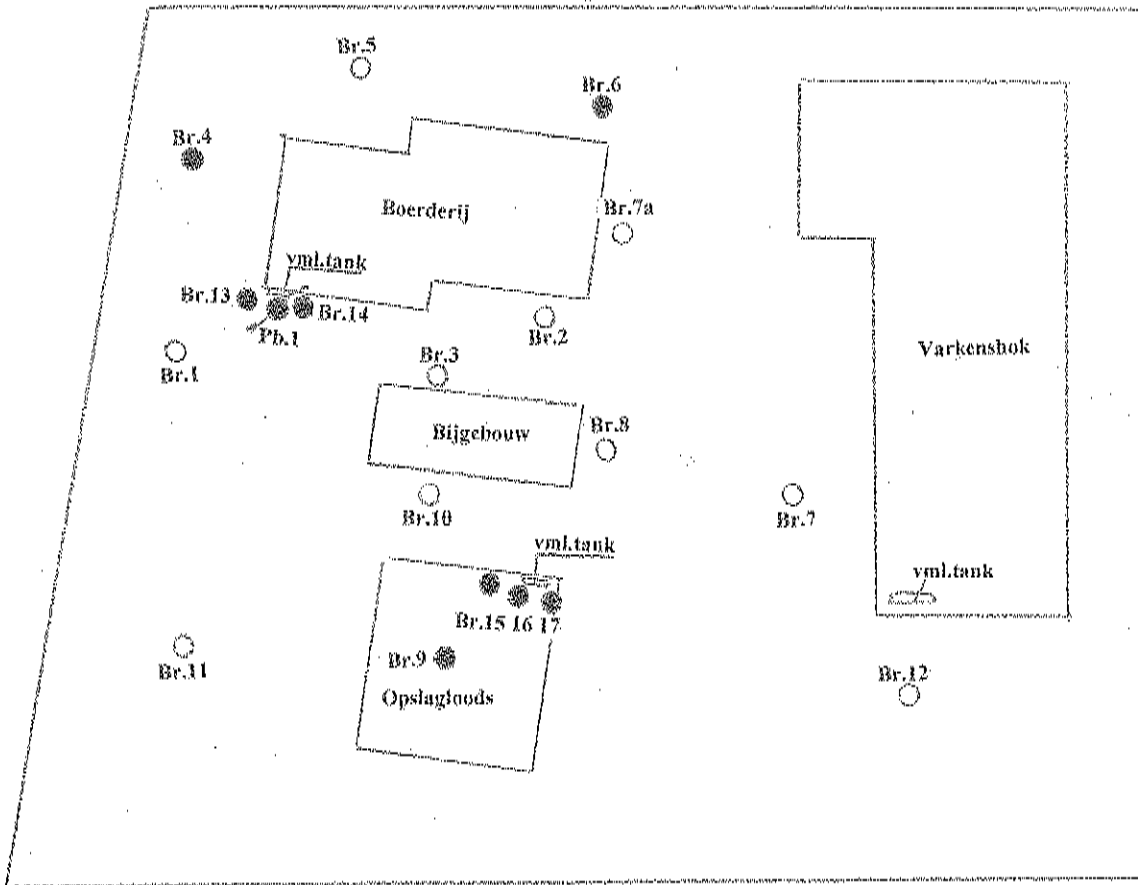 Br.5
Br.6
Br.4
Boerderij
Br.7a
vml.tank
Br.13
Br.14
Pb.1
Br.2
Br.1
Br.3
Varkenshok
Bijgebouw
Br.8
Br.10
Br.7
vml.tank
vml.tank
Br.15 16 17
Br.9
Br.11
Br.12
Opslagloods